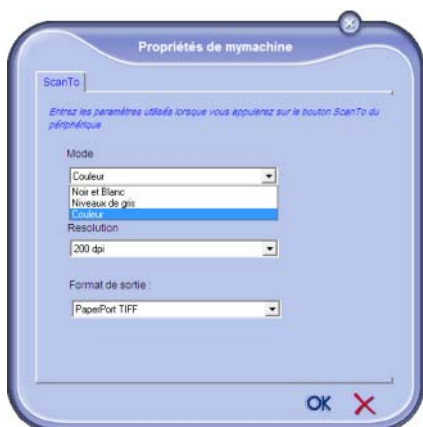 Propriétés de mymachine
ScanTo
Entrez les paramètres utilisés lorsque vous appuierez sur le bouton ScanTo du
périphérique
Mode
Couleur
Noir et Blanc
Niveaux de gris
Couleur
Resolution
200 dpi
Format de sortie :
PaperPort TIFF
OK